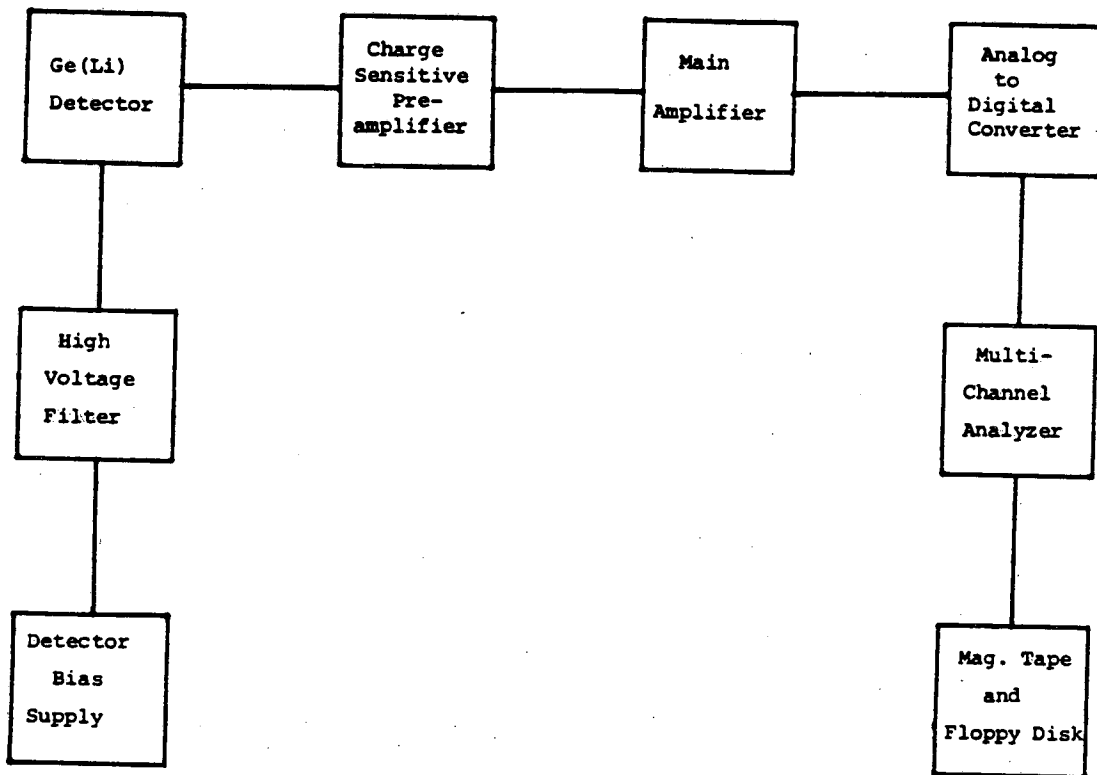 Ge(Li)
Detector
Charge
Sensitive
Pre-
amplifier
Main
Amplifier
Analog
to
Digital
Converter
High
Voltage
Filter
Multi-
Channel
Analyzer
Detector
Bias
Supply
Mag. Tape
and
Floppy Disk